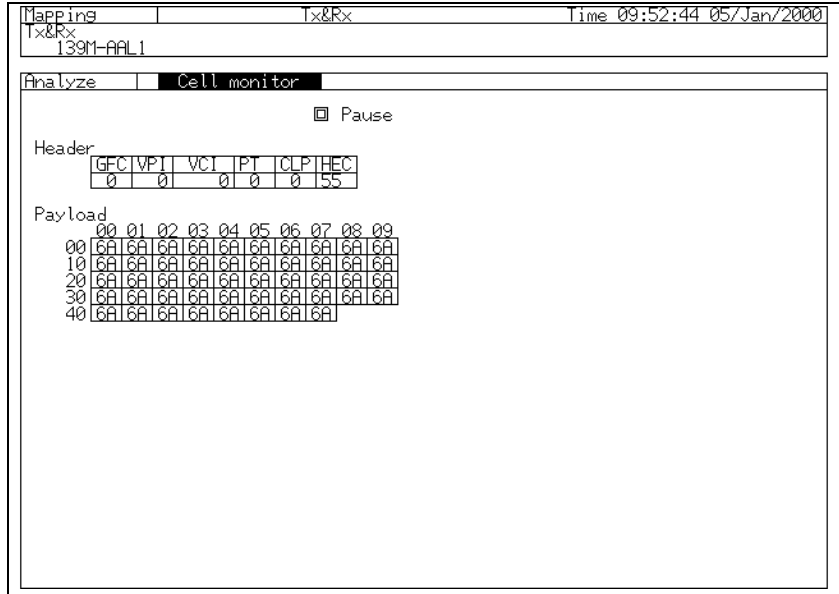 Mapping Tx&Rx Time 09:52:44 05/Jan/2000
Tx&Rx
139M-AAL1
Analyze Cell monitor
Pause
Header
GFC VPI VCI PT CLP HEC
0 0 0 0 0 55
Payload
00 01 02 03 04 05 06 07 08 09
00 6A 6A 6A 6A 6A 6A 6A 6A 6A 6A
10 6A 6A 6A 6A 6A 6A 6A 6A 6A 6A
20 6A 6A 6A 6A 6A 6A 6A 6A 6A 6A
30 6A 6A 6A 6A 6A 6A 6A 6A 6A 6A
40 6A 6A 6A 6A 6A 6A 6A 6A